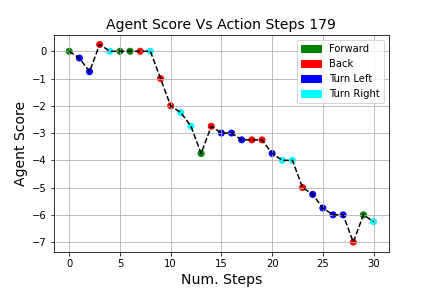 Agent Score Vs Action Steps 179
Agent Score
0
−1
−2
−3
−4
−5
−6
−7
Forward
Back
Turn Left
Turn Right
0 5 10 15 20 25 30
Num. Steps